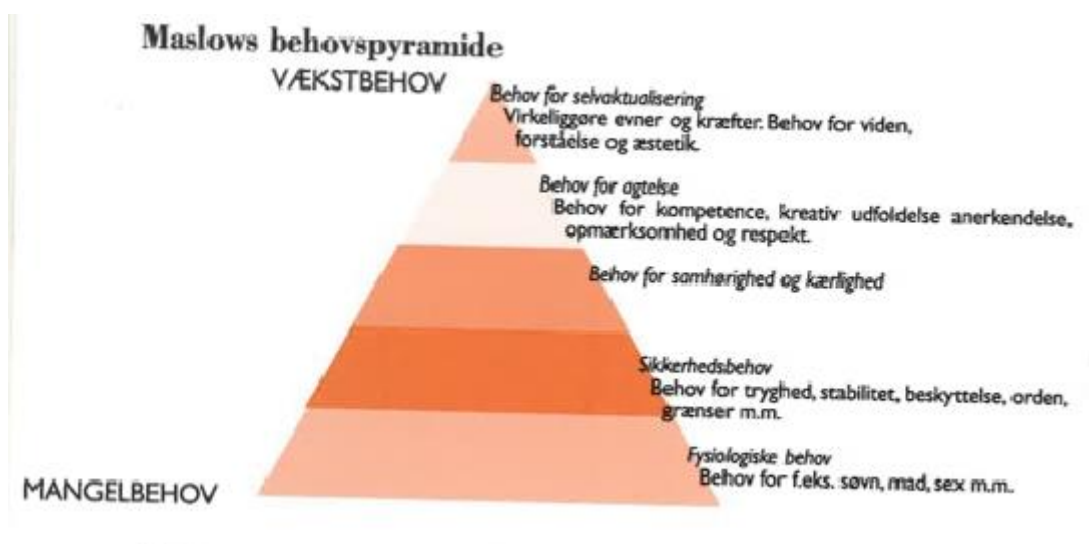 Maslows behovspyramide
VÆKSTBEHOV
Behov for selvaktualisering
Virkeliggøre evner og kræfter. Behov for viden,
forståelse og æstetik.
Behov for agtelse
Behov for kompetence, kreativ udfoldelse anerkendelse,
opmærksomhed og respekt.
Behov for samhørighed og kærlighed
Sikkerhedsbehov
Behov for tryghed, stabilitet, beskyttelse, orden,
grænser m.m.
Fysiologiske behov
Behov for f.eks. søvn, mad, sex m.m.
MANGELBEHOV